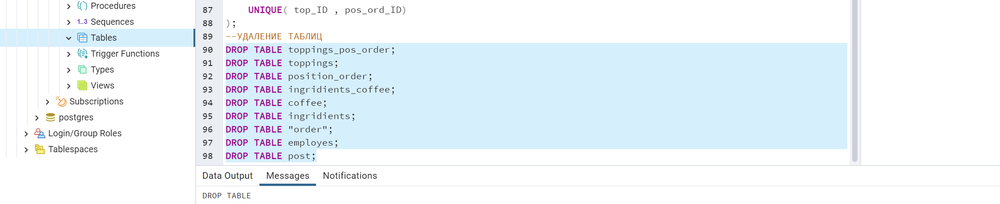 Procedures
1..3 Sequences
Tables
Trigger Functions
Types
Views
Subscriptions
postgres
Login/Group Roles
Tablespaces
87 UNIQUE( top_ID , pos_ord_ID)
88 );
89 --УДАЛЕНИЕ ТАБЛИЦ
90 DROP TABLE toppings_pos_order;
91 DROP TABLE toppings;
92 DROP TABLE position_order;
93 DROP TABLE ingridients_coffee;
94 DROP TABLE coffee;
95 DROP TABLE ingridients;
96 DROP TABLE "order";
97 DROP TABLE employes;
98 DROP TABLE post;
Data Output Messages Notifications
DROP TABLE